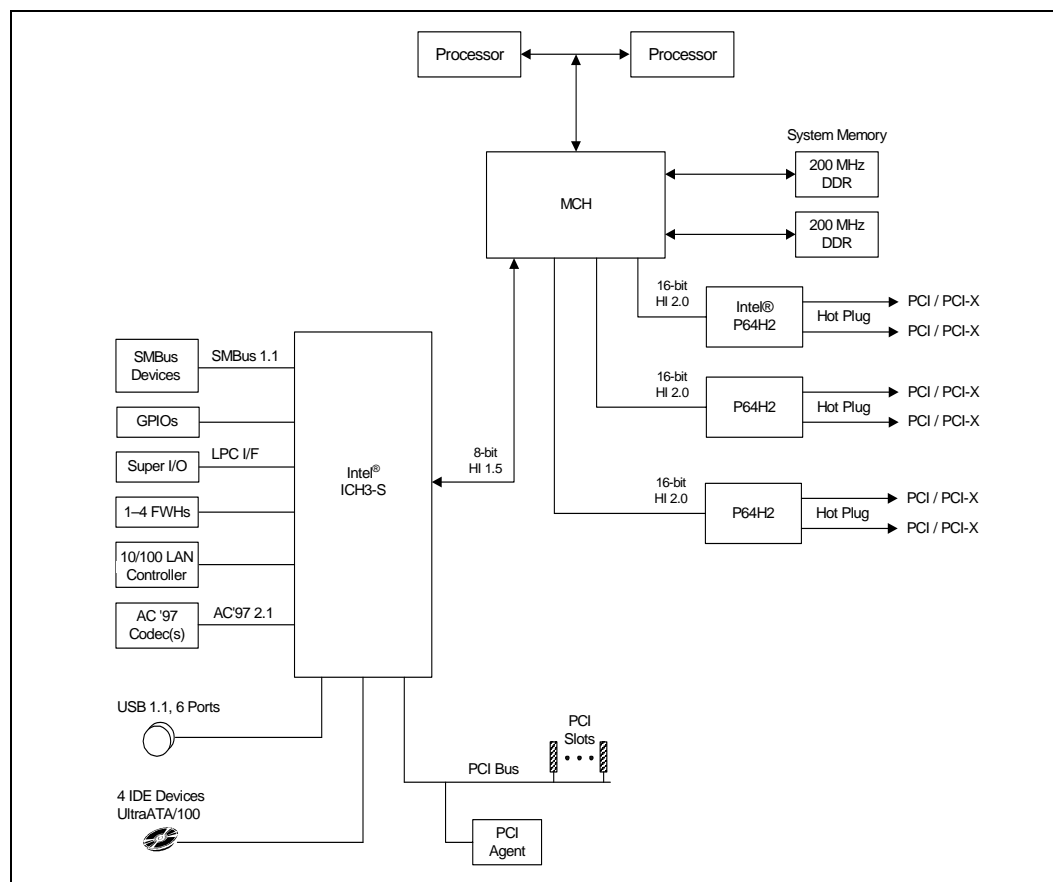 Processor
Processor
System Memory
200 MHz
DDR
MCH
200 MHz
DDR
16-bit
HI 2.0
Intel®
P64H2
Hot Plug
PCI / PCI-X
PCI / PCI-X
SMBus
Devices
SMBus 1.1
16-bit
HI 2.0
P64H2
Hot Plug
PCI / PCI-X
PCI / PCI-X
GPIOs
Super I/O
LPC I/F
Intel®
ICH3-S
8-bit
HI 1.5
16-bit
HI 2.0
P64H2
Hot Plug
PCI / PCI-X
PCI / PCI-X
1–4 FWHs
10/100 LAN
Controller
AC '97
Codec(s)
AC'97 2.1
USB 1.1, 6 Ports
PCI
Slots
PCI Bus
4 IDE Devices
UltraATA/100
PCI
Agent